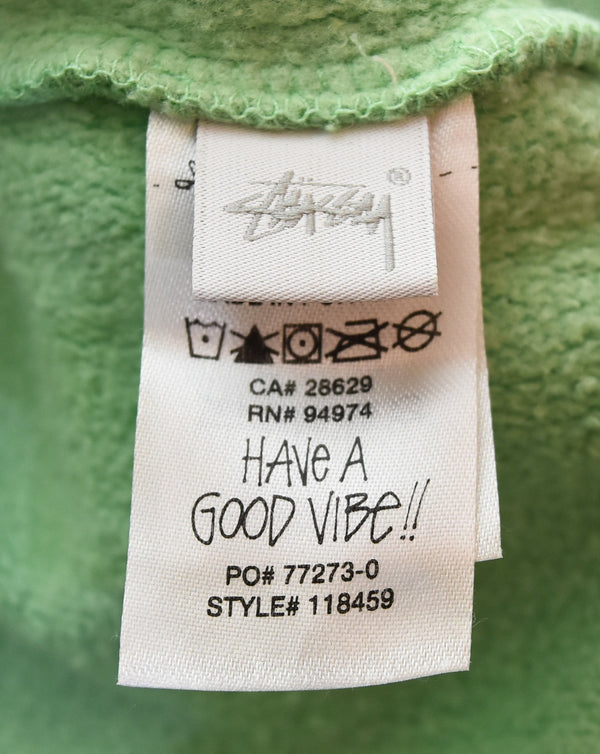 STÜSSY ®
CA# 28629
RN# 94974
HAVE A
GOOD VIBE!!
PO# 77273-0
STYLE# 118459